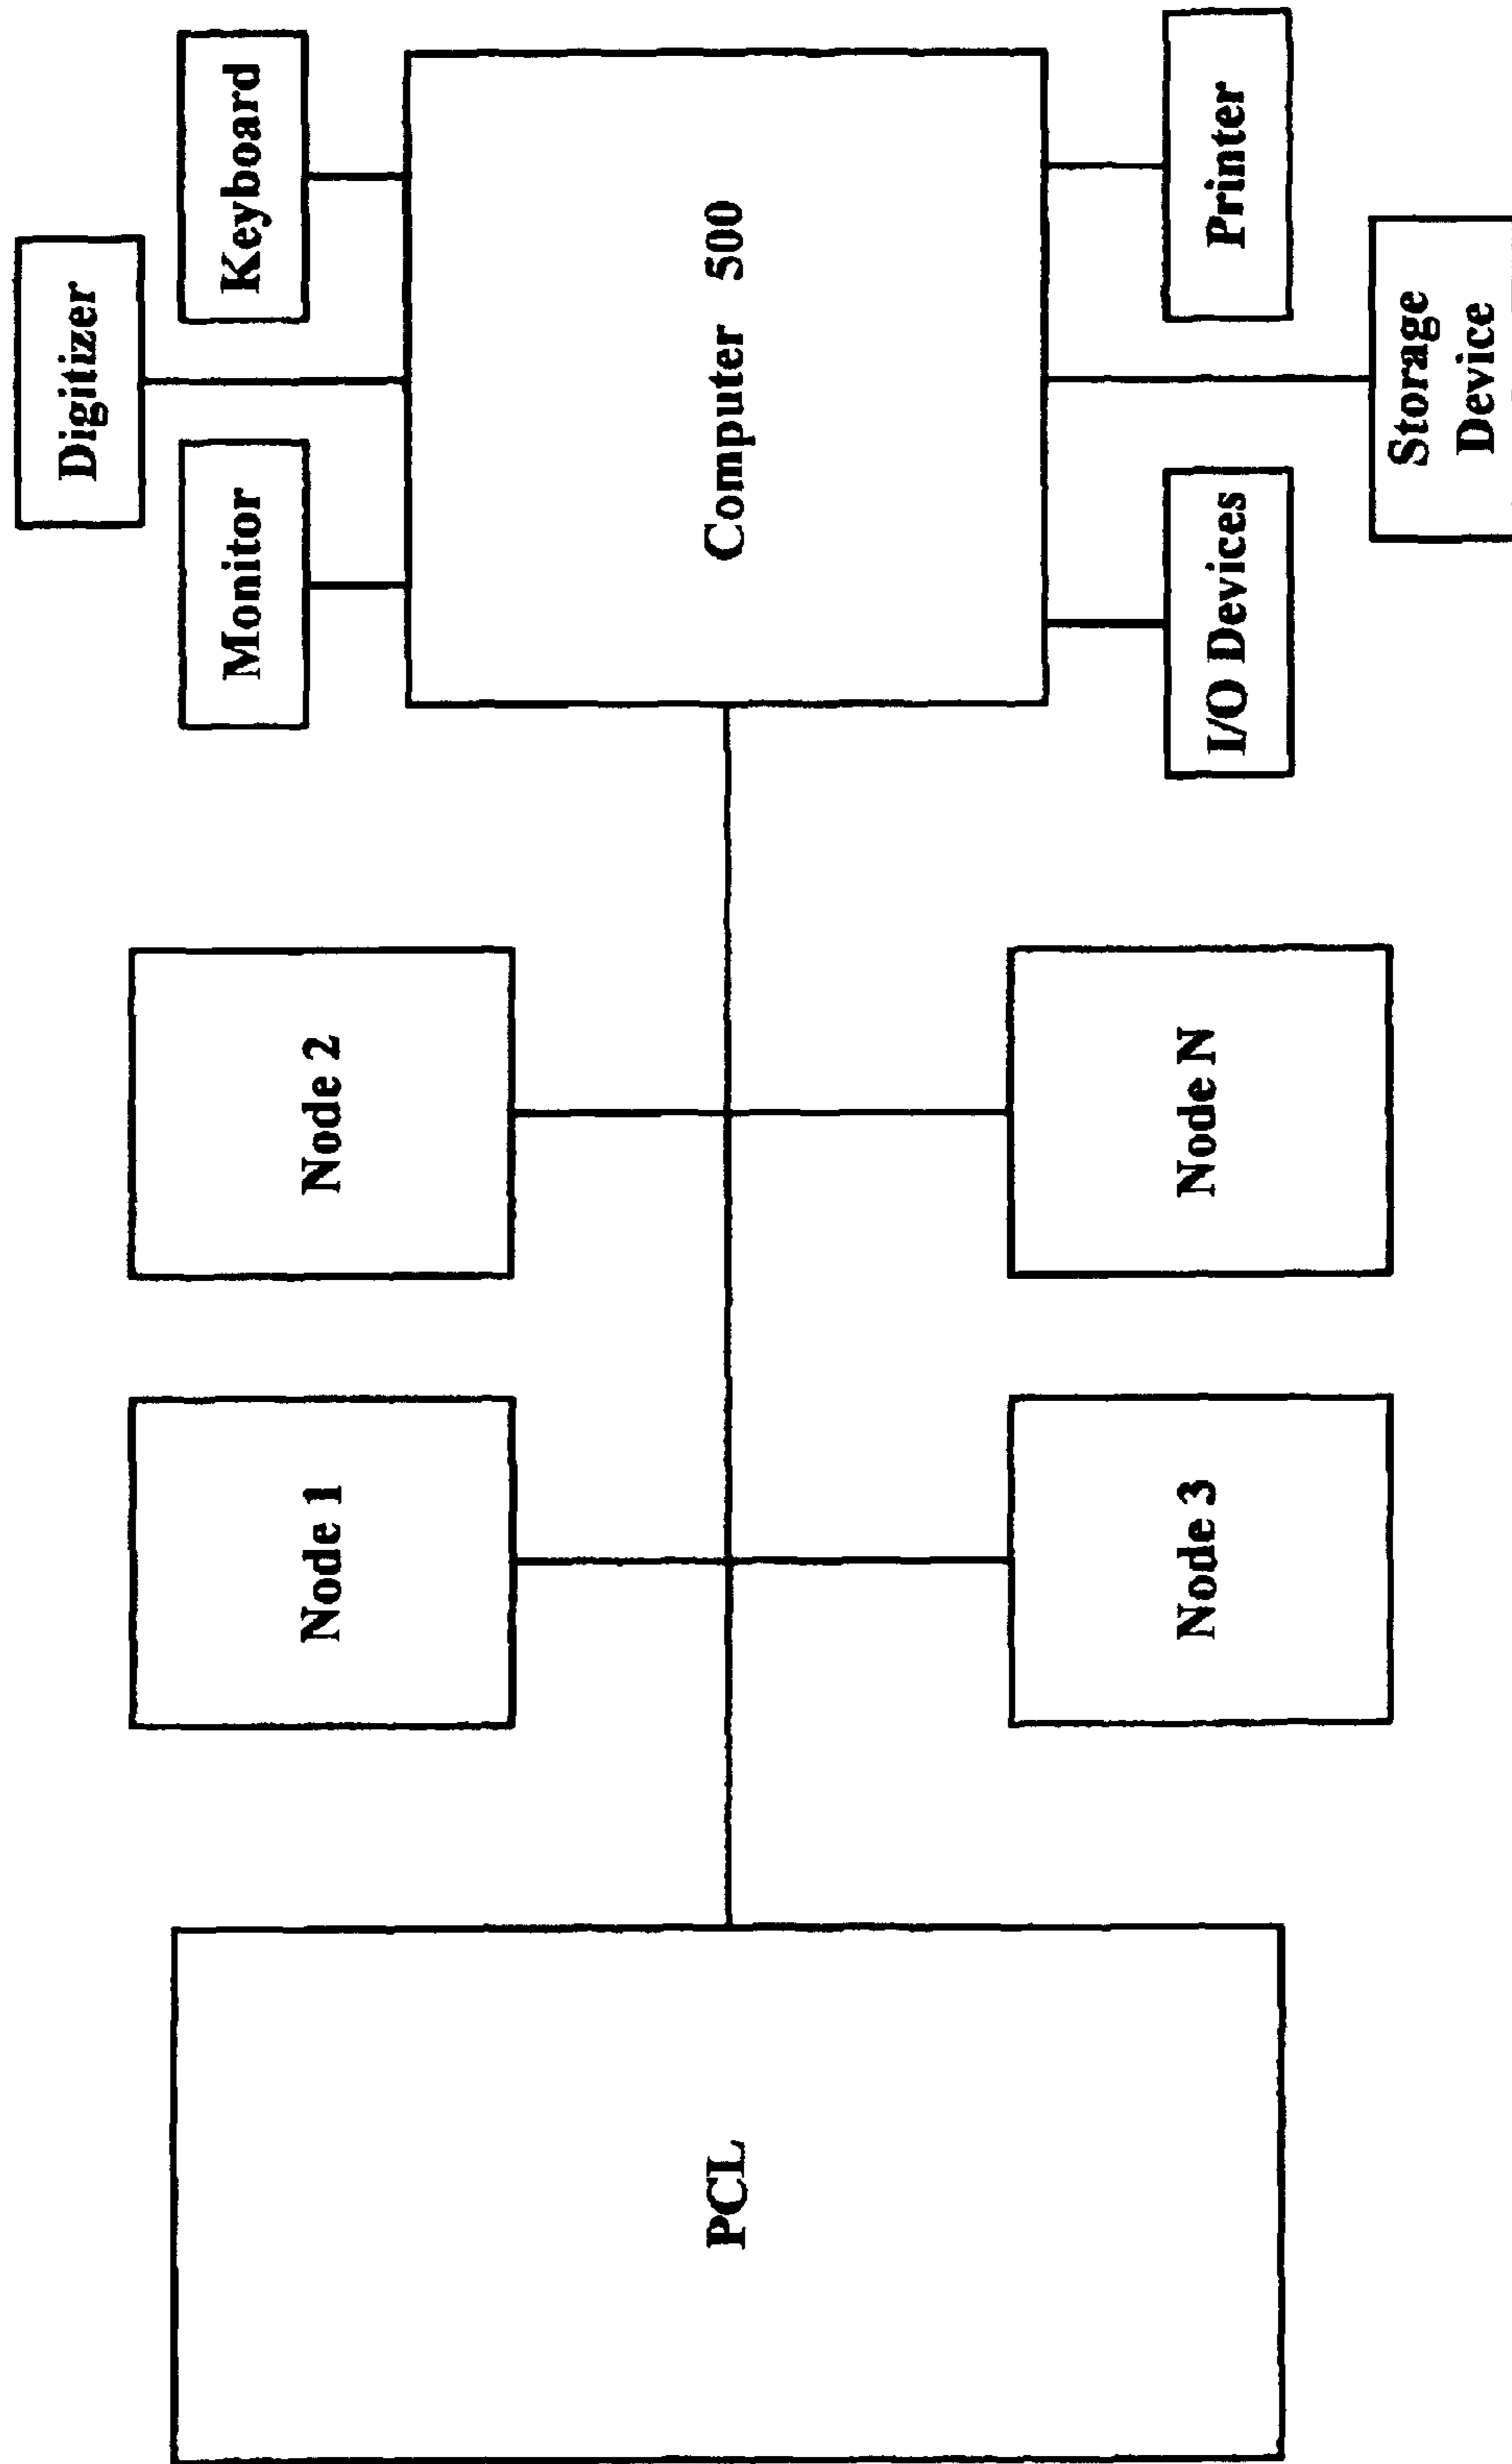 Digitizer
Monitor
Keyboard
Node 1
Node 2
PCL
Computer 500
Node 3
Node N
I/O Devices
Printer
Storage
Device